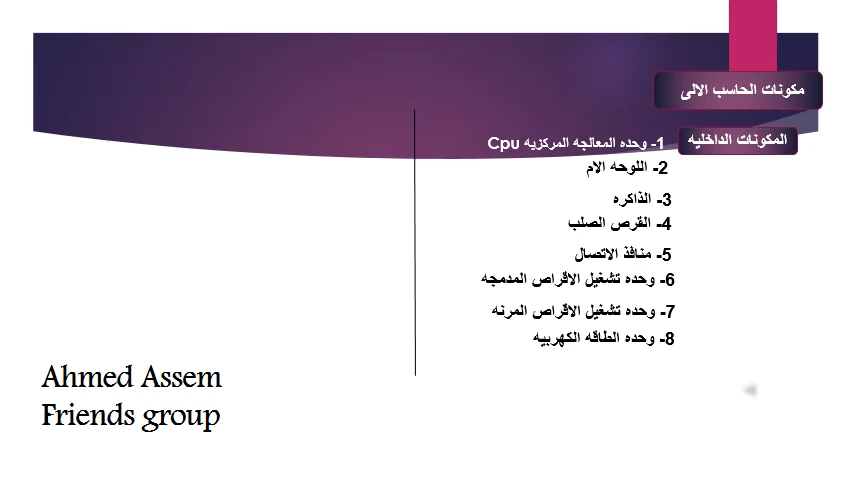 مكونات الحاسب الالى
المكونات الداخليه
1- وحده المعالجه المركزيه Cpu
2- اللوحه الام
3- الذاكره
4- القرص الصلب
5- منافذ الاتصال
6- وحده تشغيل الاقراص المدمجه
7- وحده تشغيل الاقراص المرنه
8- وحده الطاقه الكهربيه
Ahmed Assem
Friends group